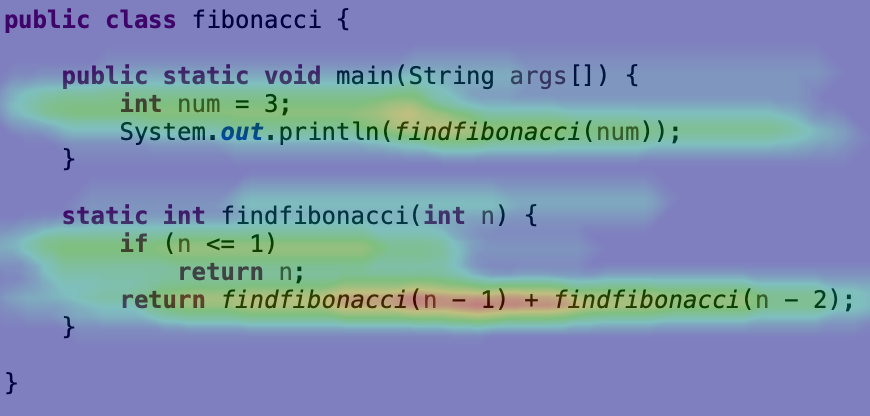 public class fibonacci {
public static void main(String args[]) {
int num = 3;
System.out.println(findfibonacci(num));
}
static int findfibonacci(int n) {
if (n <= 1)
return n;
return findfibonacci(n − 1) + findfibonacci(n − 2);
}
}